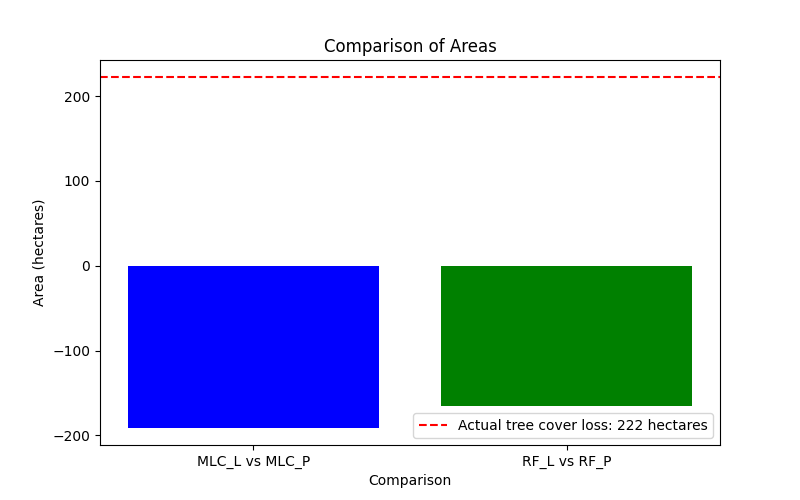 Comparison of Areas
Area (hectares)
200
100
0
−100
−200
Actual tree cover loss: 222 hectares
MLC_L vs MLC_P
RF_L vs RF_P
Comparison